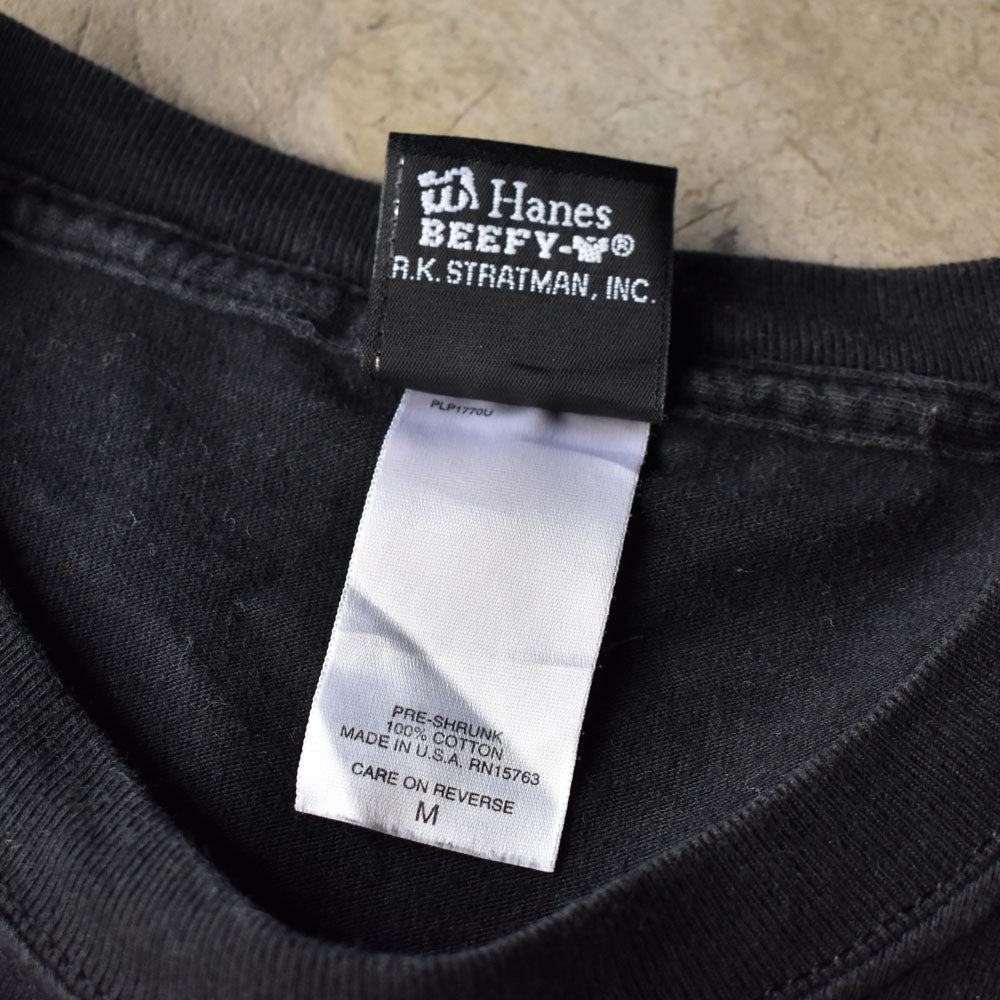 Hanes
BEEFY-T®
R.K. STRATMAN, INC.
PLP1770U
PRE-SHRUNK
100% COTTON
MADE IN U.S.A. RN15763
CARE ON REVERSE
M